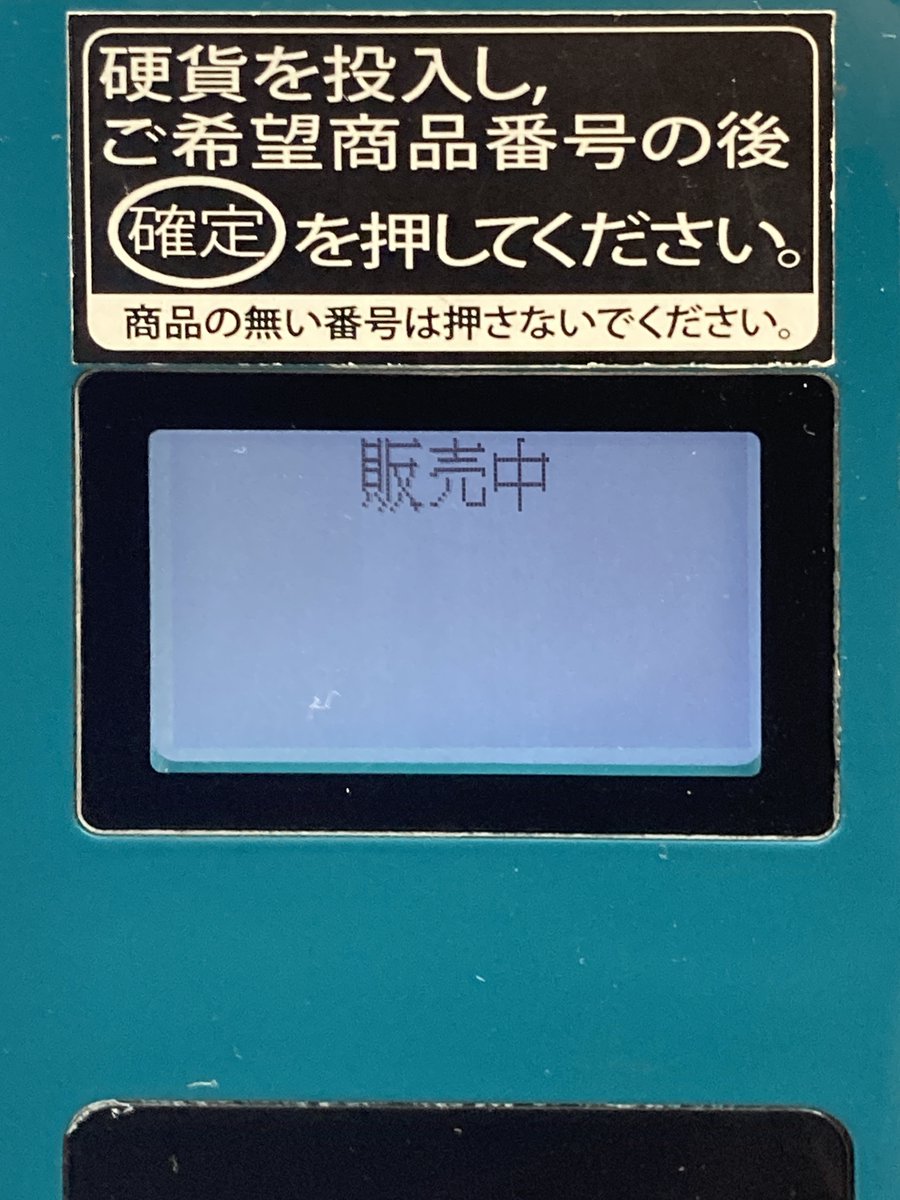 硬貨を投入し,
ご希望商品番号の後
確定を押してください。
商品の無い番号は押さないでください。
販売中